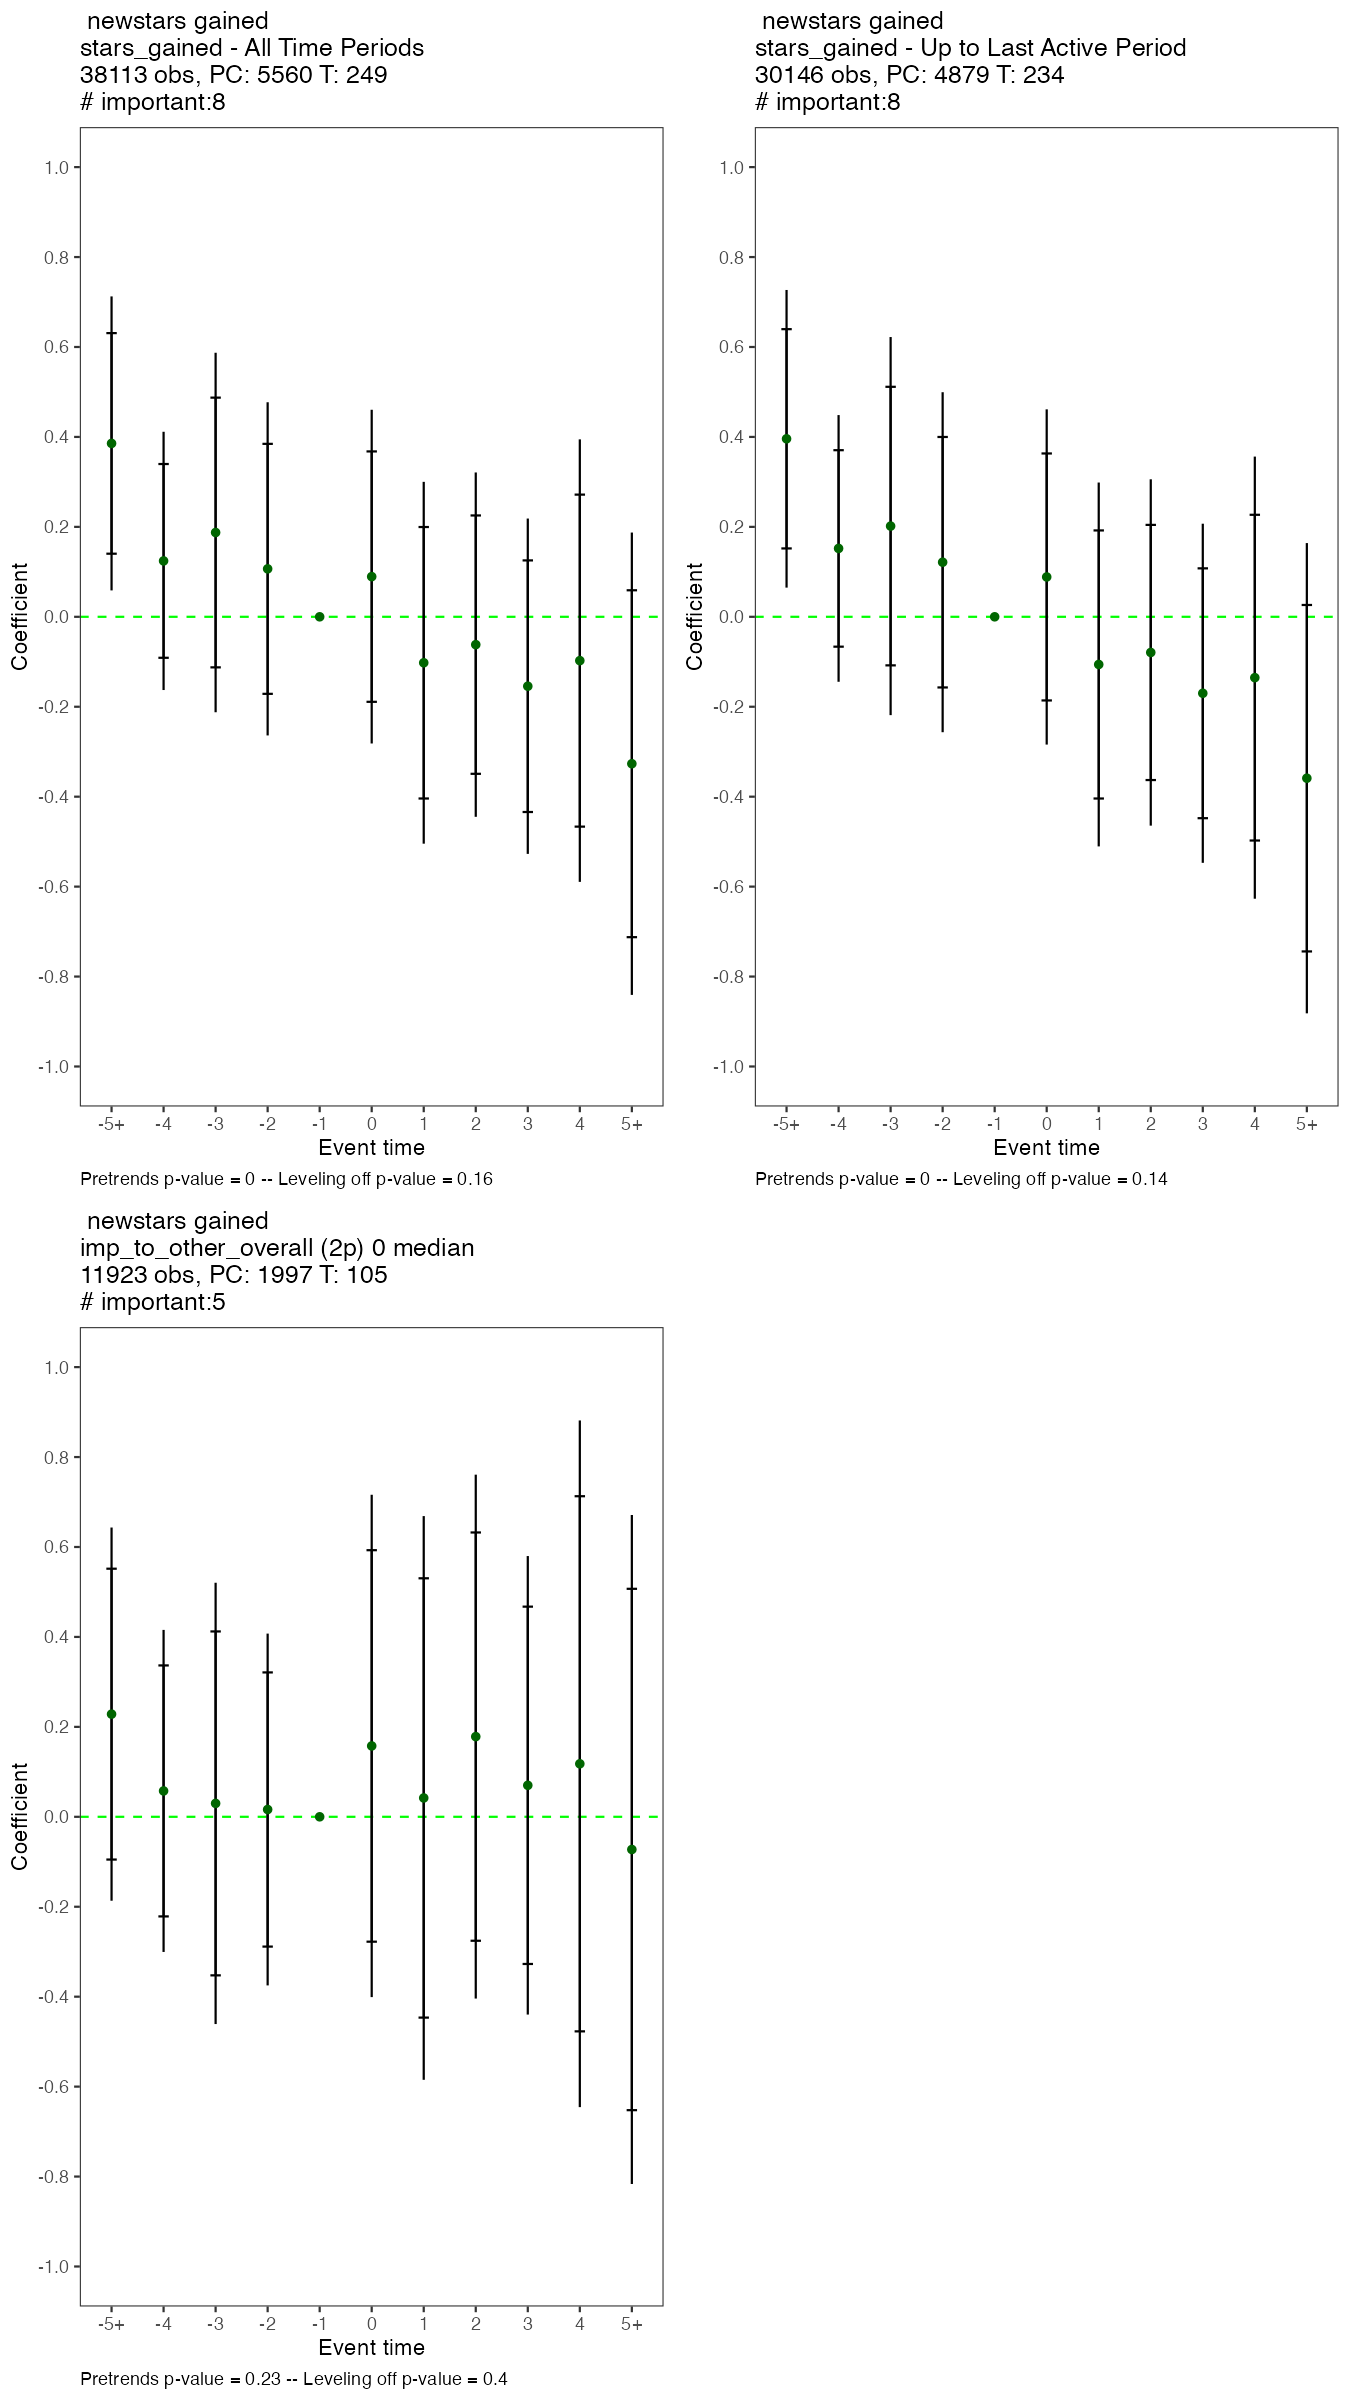 newstars gained
stars_gained - All Time Periods
38113 obs, PC: 5560 T: 249
# important:8
1.0
0.8
0.6
0.4
0.2
0.0
-0.2
-0.4
-0.6
-0.8
-1.0
Coefficient
-5+ -4 -3 -2 -1 0 1 2 3 4 5+
Event time
Pretrends p-value = 0 -- Leveling off p-value = 0.16
newstars gained
stars_gained - Up to Last Active Period
30146 obs, PC: 4879 T: 234
# important:8
1.0
0.8
0.6
0.4
0.2
0.0
-0.2
-0.4
-0.6
-0.8
-1.0
Coefficient
-5+ -4 -3 -2 -1 0 1 2 3 4 5+
Event time
Pretrends p-value = 0 -- Leveling off p-value = 0.14
newstars gained
imp_to_other_overall (2p) 0 median
11923 obs, PC: 1997 T: 105
# important:5
1.0
0.8
0.6
0.4
0.2
0.0
-0.2
-0.4
-0.6
-0.8
-1.0
Coefficient
-5+ -4 -3 -2 -1 0 1 2 3 4 5+
Event time
Pretrends p-value = 0.23 -- Leveling off p-value = 0.4